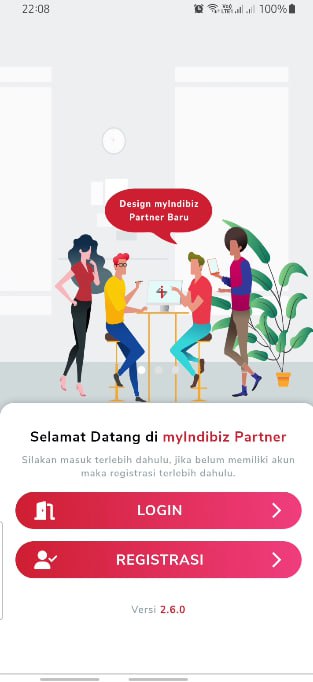 22:08
100%
Design myIndibiz
Partner Baru
Selamat Datang di myIndibiz Partner
Silakan masuk terlebih dahulu, jika belum memiliki akun
maka registrasi terlebih dahulu.
LOGIN
REGISTRASI
Versi 2.6.0